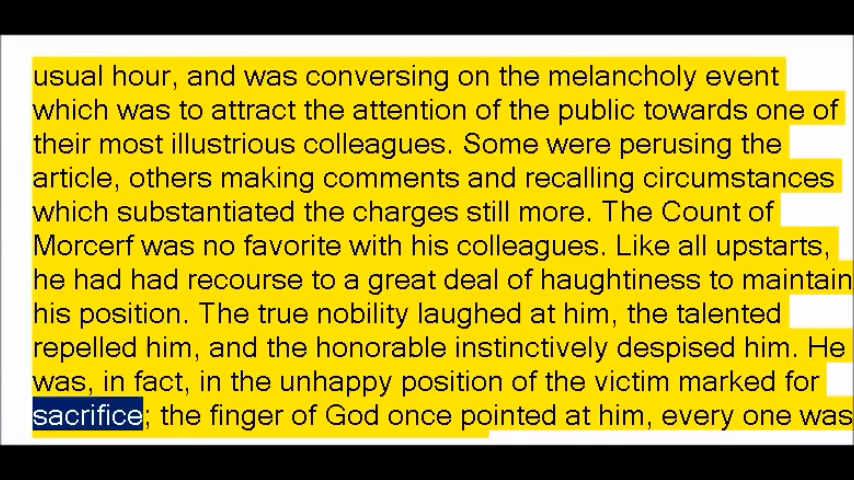 usual hour, and was conversing on the melancholy event
which was to attract the attention of the public towards one of
their most illustrious colleagues. Some were perusing the
article, others making comments and recalling circumstances
which substantiated the charges still more. The Count of
Morcerf was no favorite with his colleagues. Like all upstarts,
he had had recourse to a great deal of haughtiness to maintain
his position. The true nobility laughed at him, the talented
repelled him, and the honorable instinctively despised him. He
was, in fact, in the unhappy position of the victim marked for
sacrifice; the finger of God once pointed at him, every one was